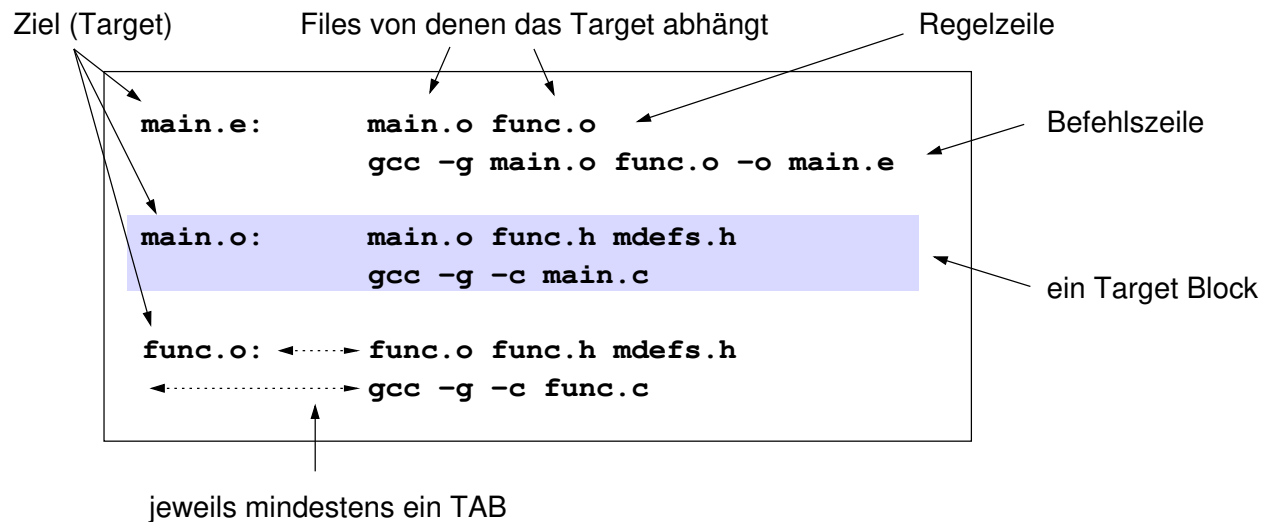 Ziel (Target) Files von denen das Target abhängt Regelzeile
main.e: main.o func.o
Befehlszeile
gcc -g main.o func.o -o main.e
main.o: main.o func.h mdefs.h
gcc -g -c main.c
ein Target Block
func.o: func.o func.h mdefs.h
gcc -g -c func.c
jeweils mindestens ein TAB